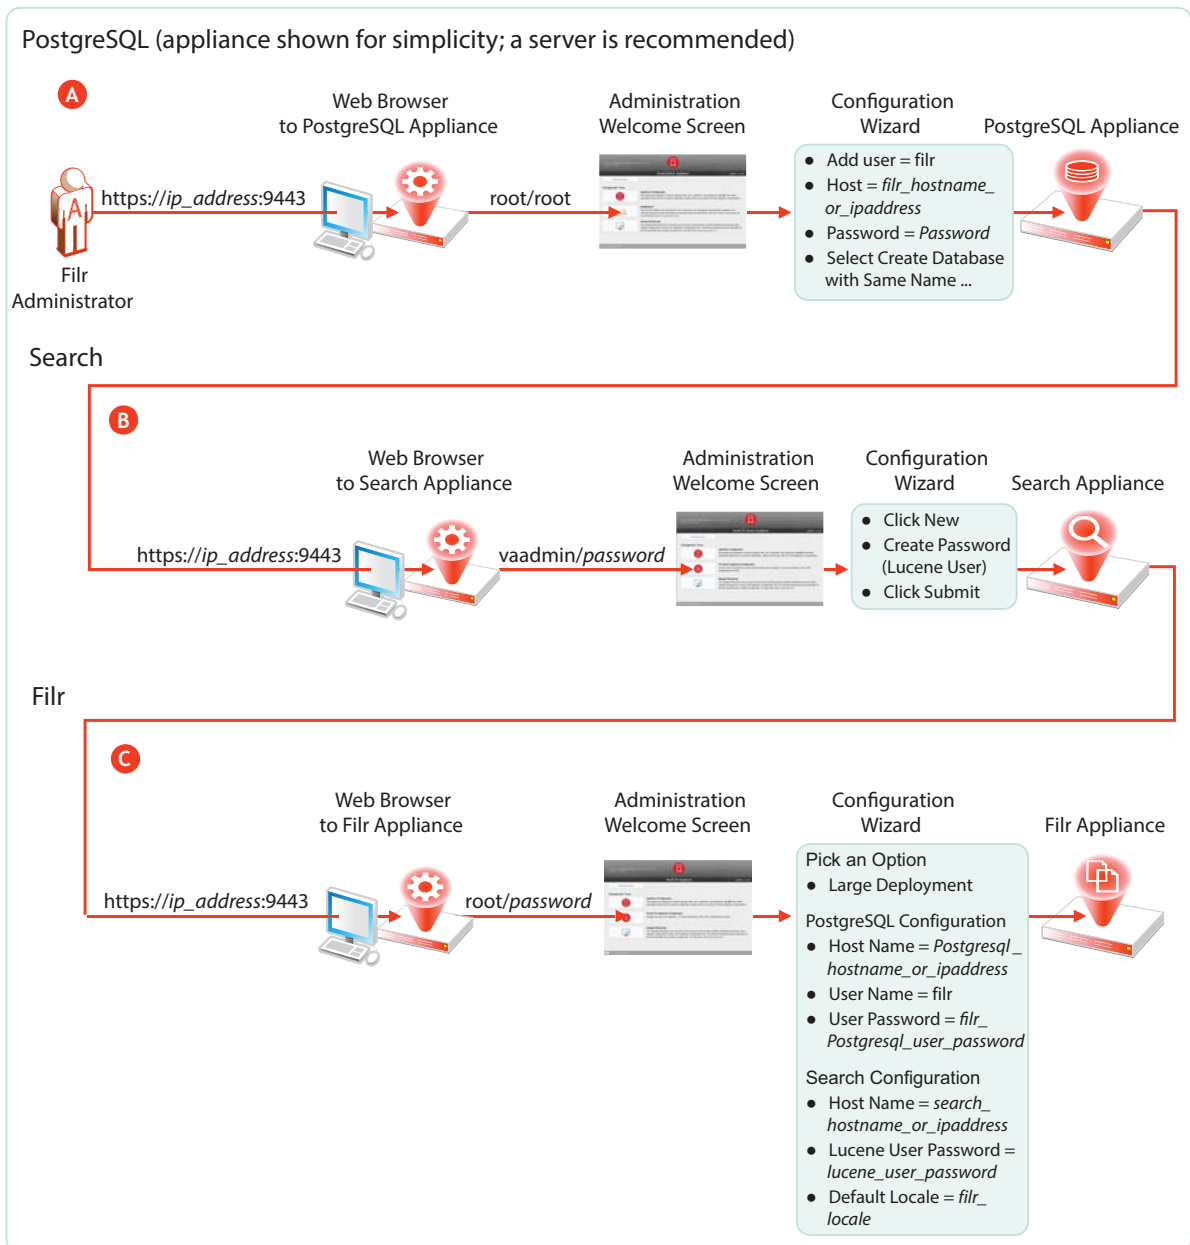 PostgreSQL (appliance shown for simplicity; a server is recommended)
A
Web Browser
to PostgreSQL Appliance
Administration
Welcome Screen
Configuration
Wizard
PostgreSQL Appliance
https://ip_address:9443
root/root
● Add user = filr
● Host = filr_hostname_
or_ipaddress
● Password = Password
● Select Create Database
with Same Name ...
A
Filr
Administrator
Search
B
Web Browser
to Search Appliance
Administration
Welcome Screen
Configuration
Wizard
Search Appliance
https://ip_address:9443
vaadmin/password
● Click New
● Create Password
(Lucene User)
● Click Submit
Filr
C
Web Browser
to Filr Appliance
Administration
Welcome Screen
Configuration
Wizard
Filr Appliance
https://ip_address:9443
root/password
Pick an Option
● Large Deployment
PostgreSQL Configuration
● Host Name = Postgresql_
hostname_or_ipaddress
● User Name = filr
● User Password = filr_
Postgresql_user_password
Search Configuration
● Host Name = search_
hostname_or_ipaddress
● Lucene User Password =
lucene_user_password
● Default Locale = filr_
locale